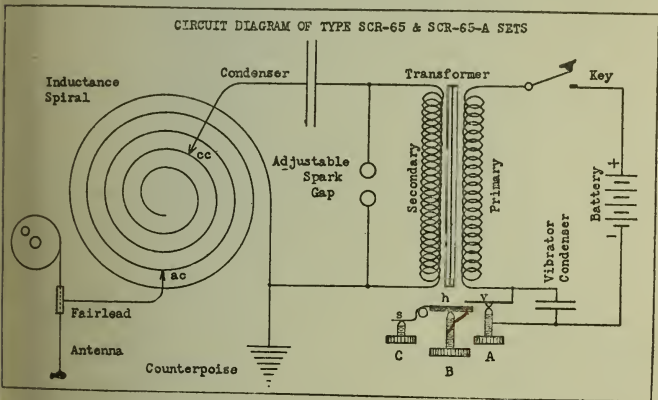 CIRCUIT DIAGRAM OF TYPE SCR-65 & SCR-65-A SETS
Inductance
Spiral
Condenser
Transformer
Key
cc
Adjustable
Spark
Gap
Secondary
Primary
Battery
+
-
Vibrator
Condenser
ac
Fairlead
Antenna
Counterpoise
h
v
s
C
B
A